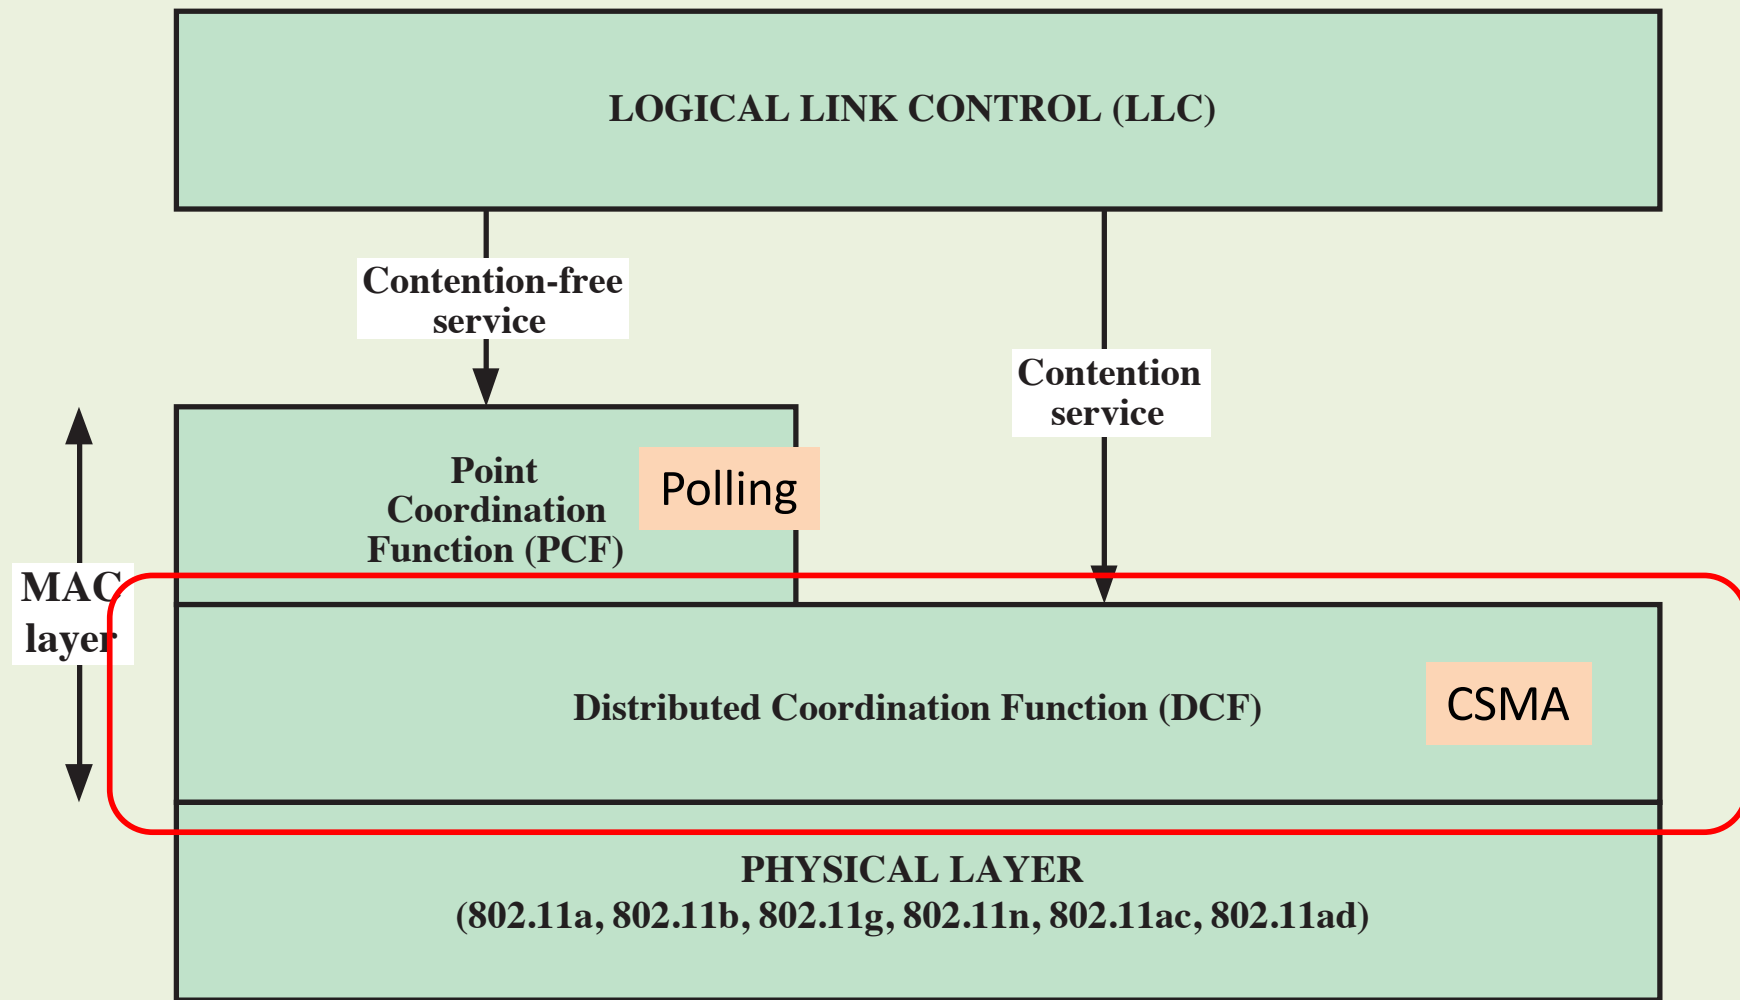 LOGICAL LINK CONTROL (LLC)
Contention-free
service
Contention
service
Point
Coordination
Function (PCF)
Polling
MAC
layer
Distributed Coordination Function (DCF)
CSMA
PHYSICAL LAYER
(802.11a, 802.11b, 802.11g, 802.11n, 802.11ac, 802.11ad)